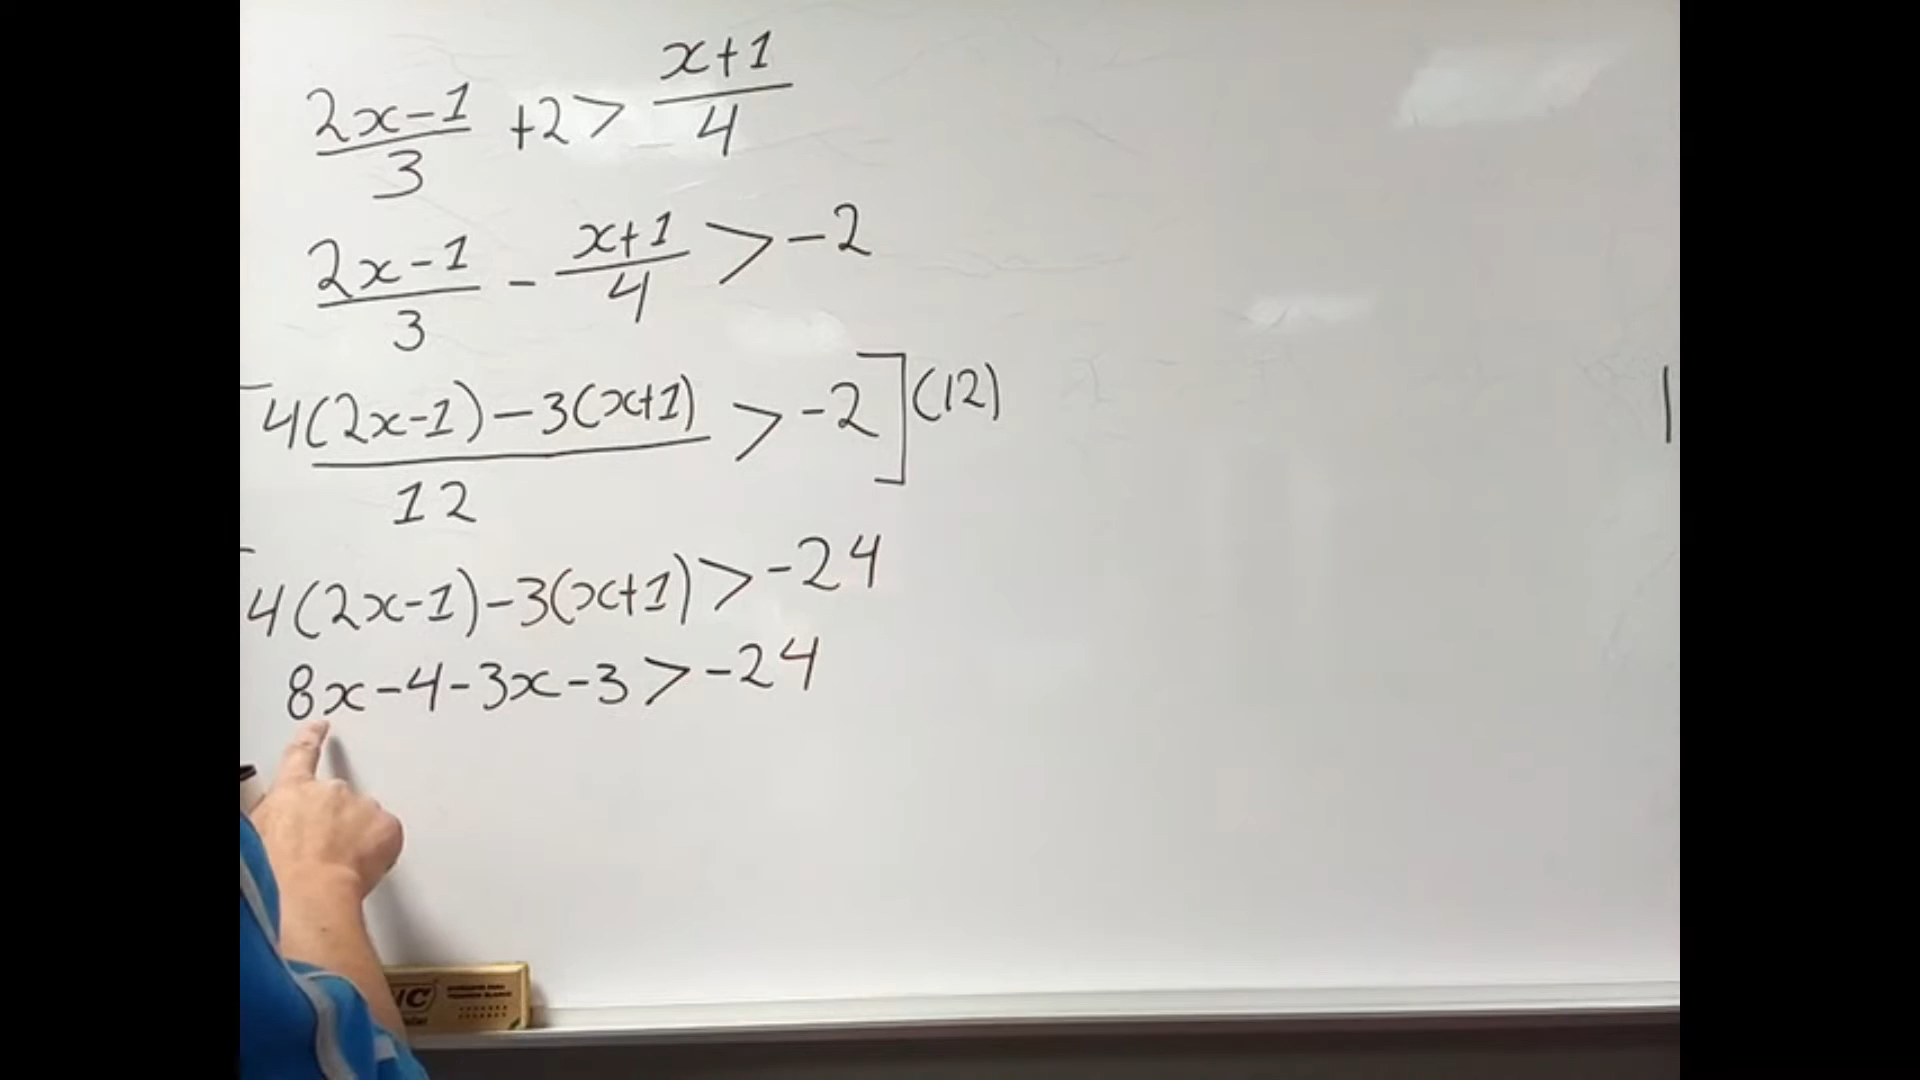 (2x-1)/3 +2 > (x+1)/4
(2x-1)/3 - (x+1)/4 > -2
(4(2x-1)-3(x+1))/12 > -2](12)
4(2x-1)-3(x+1) > -24
8x-4-3x-3 > -24